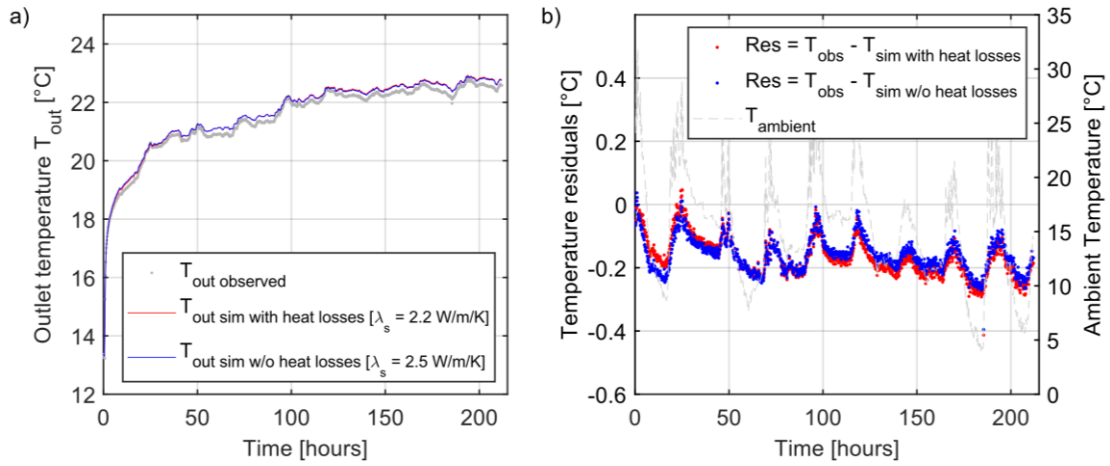 a)
Outlet temperature T_out [°C]
24
22
20
18
16
14
12
0
50
100
150
200
Time [hours]
T_out observed
T_out sim with heat losses [λ_s = 2.2 W/m/K]
T_out sim w/o heat losses [λ_s = 2.5 W/m/K]
b)
Temperature residuals [°C]
0.4
0.2
0
-0.2
-0.4
-0.6
0
50
100
150
200
Time [hours]
Res = T_obs - T_sim with heat losses
Res = T_obs - T_sim w/o heat losses
T_ambient
35
30
25
20
15
10
5
0
Ambient Temperature [°C]